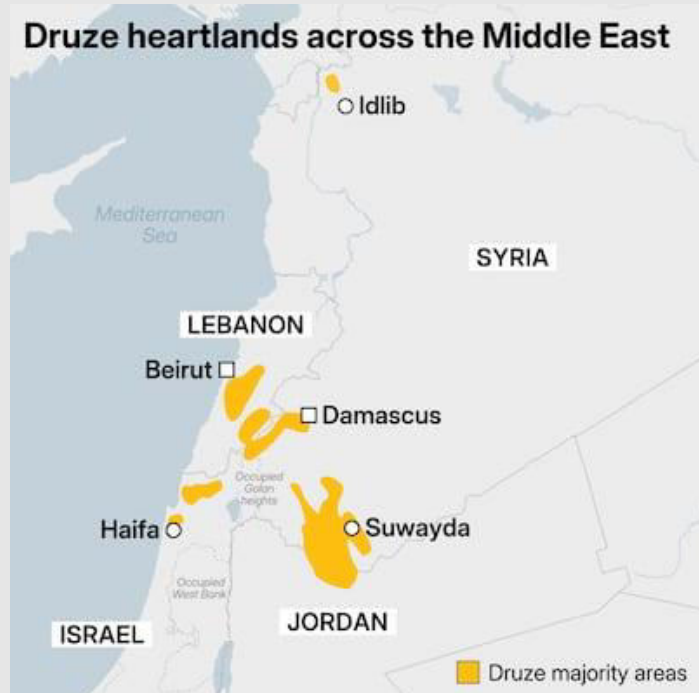 Druze heartlands across the Middle East
Idlib
Mediterranean
Sea
SYRIA
LEBANON
Beirut
Damascus
Occupied
Golan
heights
Haifa
Suwayda
Occupied
West Bank
JORDAN
ISRAEL
Druze majority areas